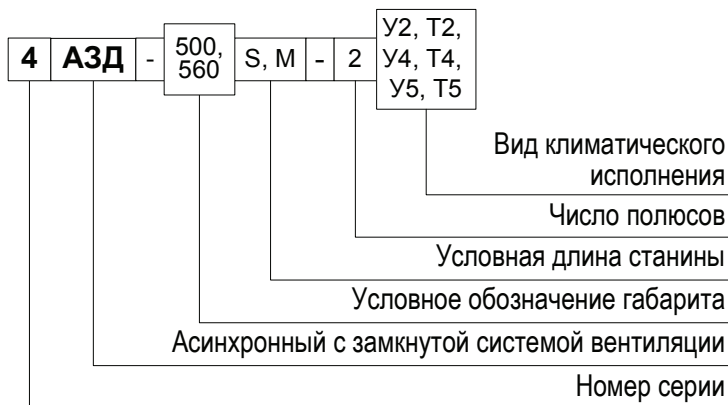 4 АЗД - 500, 560 S, M - 2 У2, Т2, У4, Т4, У5, Т5
Вид климатического
исполнения
Число полюсов
Условная длина станины
Условное обозначение габарита
Асинхронный с замкнутой системой вентиляции
Номер серии